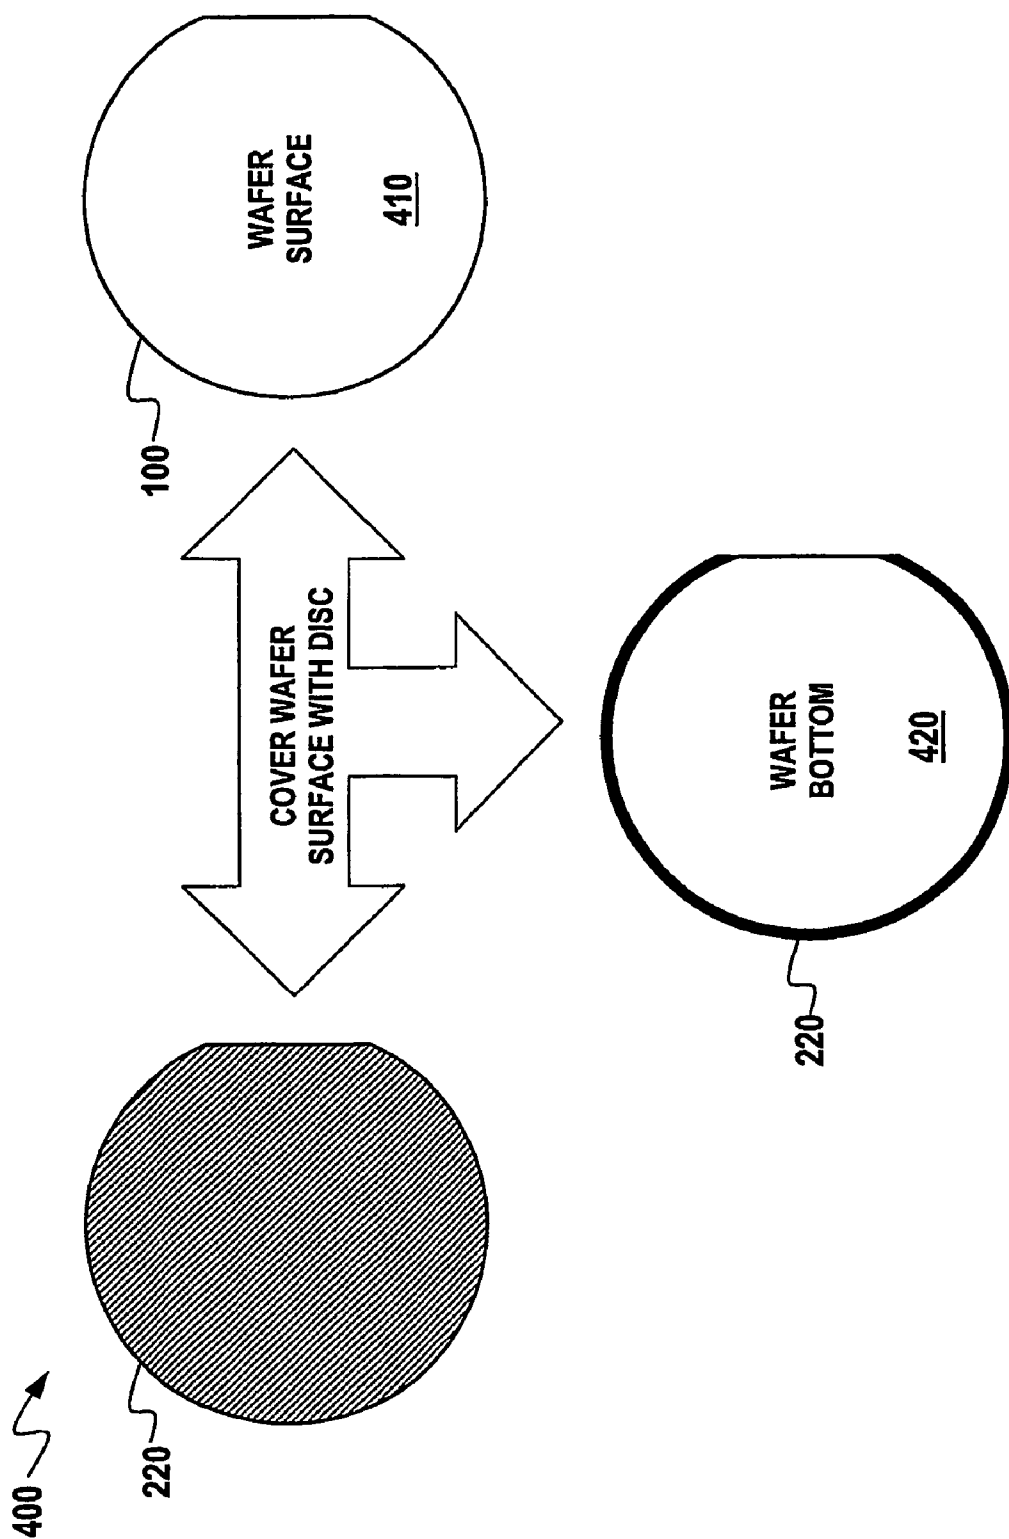 400
220
COVER WAFER
SURFACE WITH DISC
100
WAFER
SURFACE
410
220
WAFER
BOTTOM
420